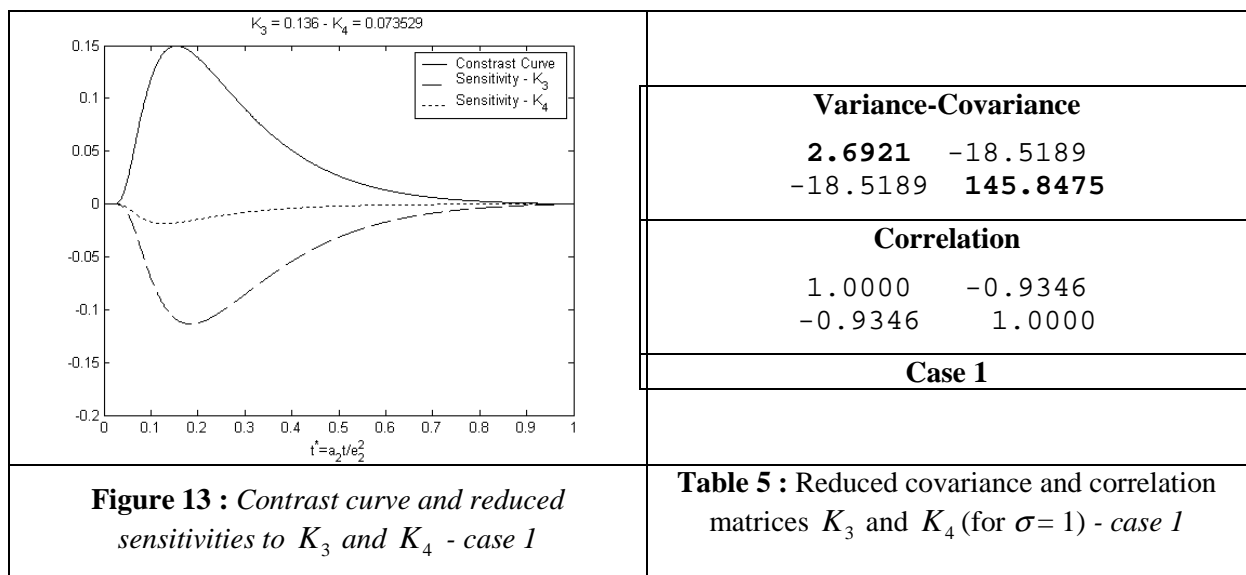 K₃ = 0.136 - K₄ = 0.073529
Constrast Curve
Sensitivity - K₃
Sensitivity - K₄
0.15
0.1
0.05
0
-0.05
-0.1
-0.15
-0.2
0 0.1 0.2 0.3 0.4 0.5 0.6 0.7 0.8 0.9 1
t*=a₂t/e₂²
Figure 13 : Contrast curve and reduced
sensitivities to K₃ and K₄ - case 1
Variance-Covariance
2.6921 -18.5189
-18.5189 145.8475
Correlation
1.0000 -0.9346
-0.9346 1.0000
Case 1
Table 5 : Reduced covariance and correlation
matrices K₃ and K₄ (for σ= 1) - case 1